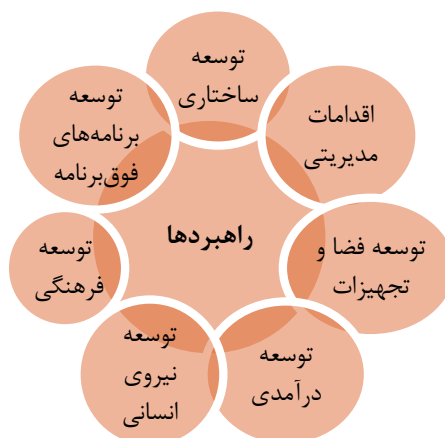 توسعه
ساختاری
اقدامات
مدیریتی
توسعه فضا و
تجهیزات
توسعه
درآمدی
توسعه
نیروی
انسانی
توسعه
فرهنگی
توسعه
برنامه‌های
فوق‌برنامه
راهبردها